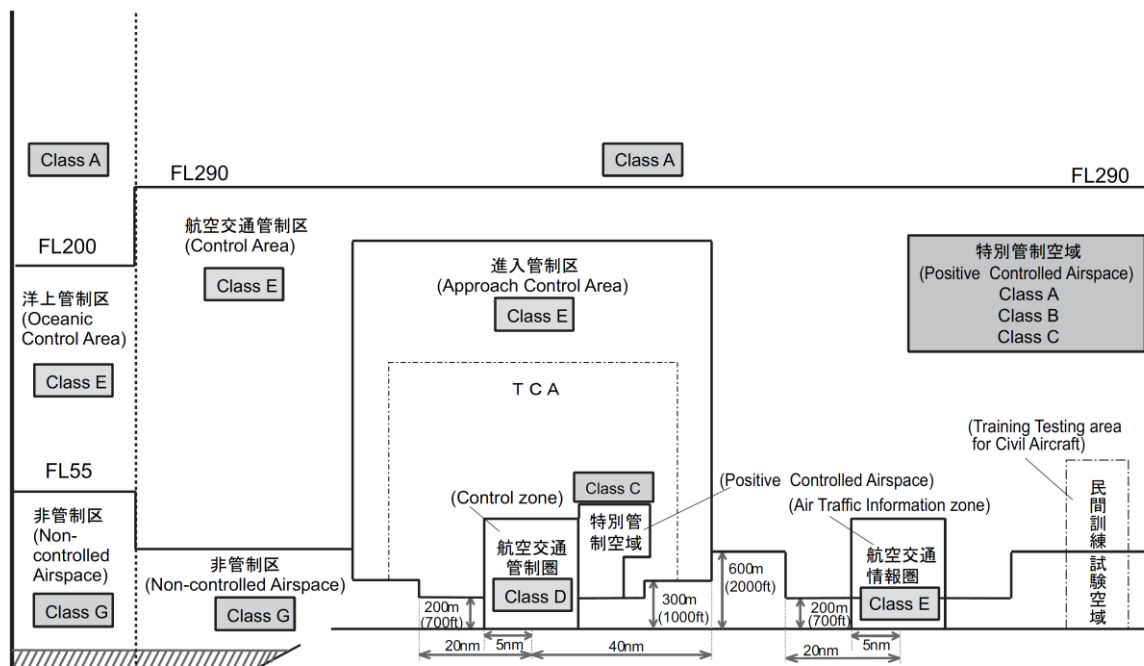 Class A
Class A
FL290
FL290
FL200
航空交通管制区
(Control Area)
Class E
進入管制区
(Approach Control Area)
Class E
特別管制空域
(Positive Controlled Airspace)
Class A
Class B
Class C
洋上管制区
(Oceanic
Control Area)
Class E
TCA
(Training Testing area
for Civil Aircraft)
FL55
(Control zone)
Class C
(Positive Controlled Airspace)
(Air Traffic Information zone)
非管制区
(Non-
controlled
Airspace)
Class G
非管制区
(Non-controlled Airspace)
Class G
航空交通
管制圏
Class D
特別管
制空域
航空交通
情報圏
Class E
民間訓練試験空域
200m
(700ft)
300m
(1000ft)
600m
(2000ft)
200m
(700ft)
20nm
5nm
40nm
5nm
20nm